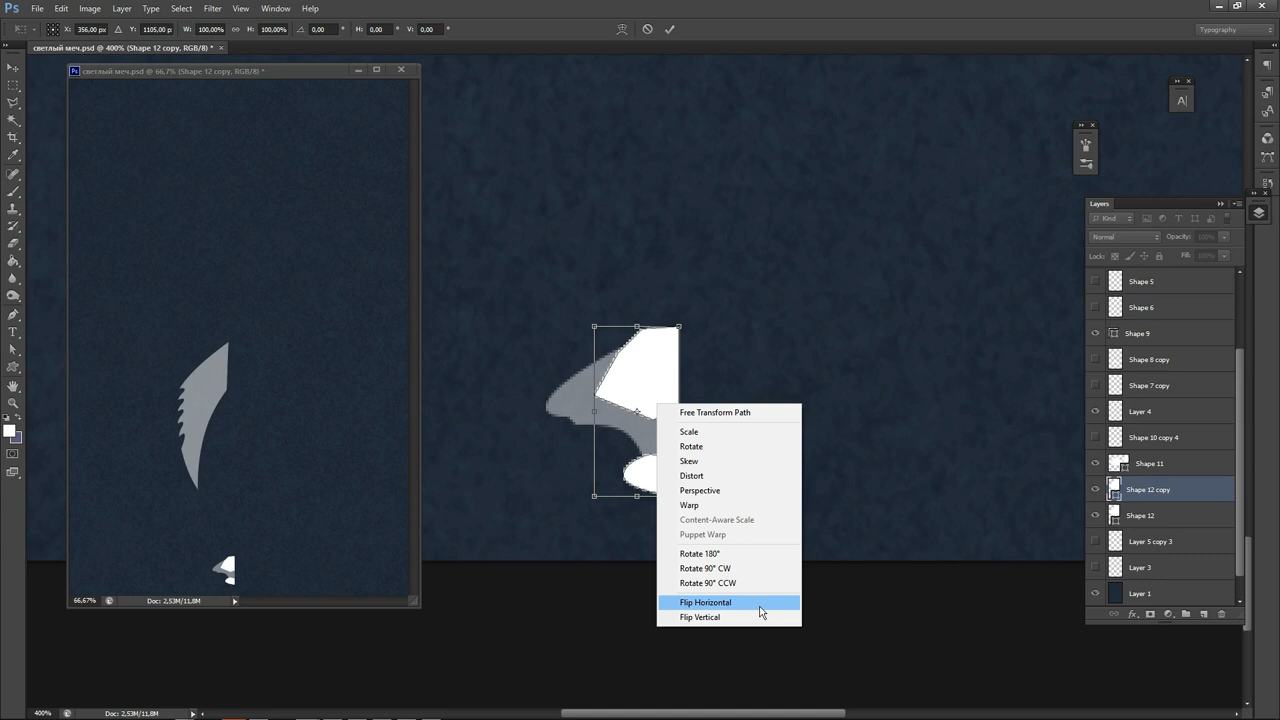 Ps File Edit Image Layer Type Select Filter View Window Help
X: 356,00 рі Y: 1105,00 рі W: 100,00% H: 100,00% 0,00 ° H: 0,00 ° V: 0,00 ° Typography
светлый меч.psd @ 400% (Shape 12 copy, RGB/8) * ×
Ps светлый меч.psd @ 66,7% (Shape 12 copy, RGB/8) *
A|
Layers
Kind
Normal Opacity: 100%
Lock: Fill: 100%
Shape 5
Shape 6
Shape 9
Shape 8 copy
Shape 7 copy
Layer 4
Shape 10 copy 4
Shape 11
Shape 12 copy
Shape 12
Layer 5 copy 3
Layer 3
Layer 1
fx
Free Transform Path
Scale
Rotate
Skew
Distort
Perspective
Warp
Content-Aware Scale
Puppet Warp
Rotate 180°
Rotate 90° CW
Rotate 90° CCW
Flip Horizontal
Flip Vertical
66,67% Doc: 2,53M/11,8M
400% Doc: 2,53M/11,8M